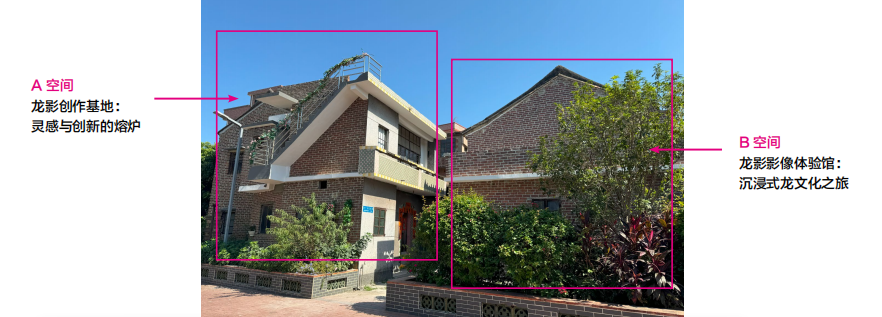 A 空间
龙影创作基地：
灵感与创新的熔炉
B 空间
龙影影像体验馆：
沉浸式龙文化之旅